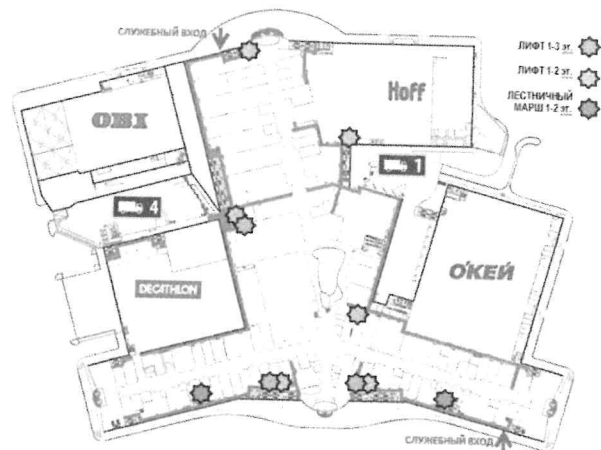 СЛУЖЕБНЫЙ ВХОД
ЛИФТ 1-3 эт.
ЛИФТ 1-2 эт.
ЛЕСТНИЧНЫЙ
МАРШ 1-2 эт.
OBI
Hoff
1
4
DECATHLON
О'КЕЙ
СЛУЖЕБНЫЙ ВХОД